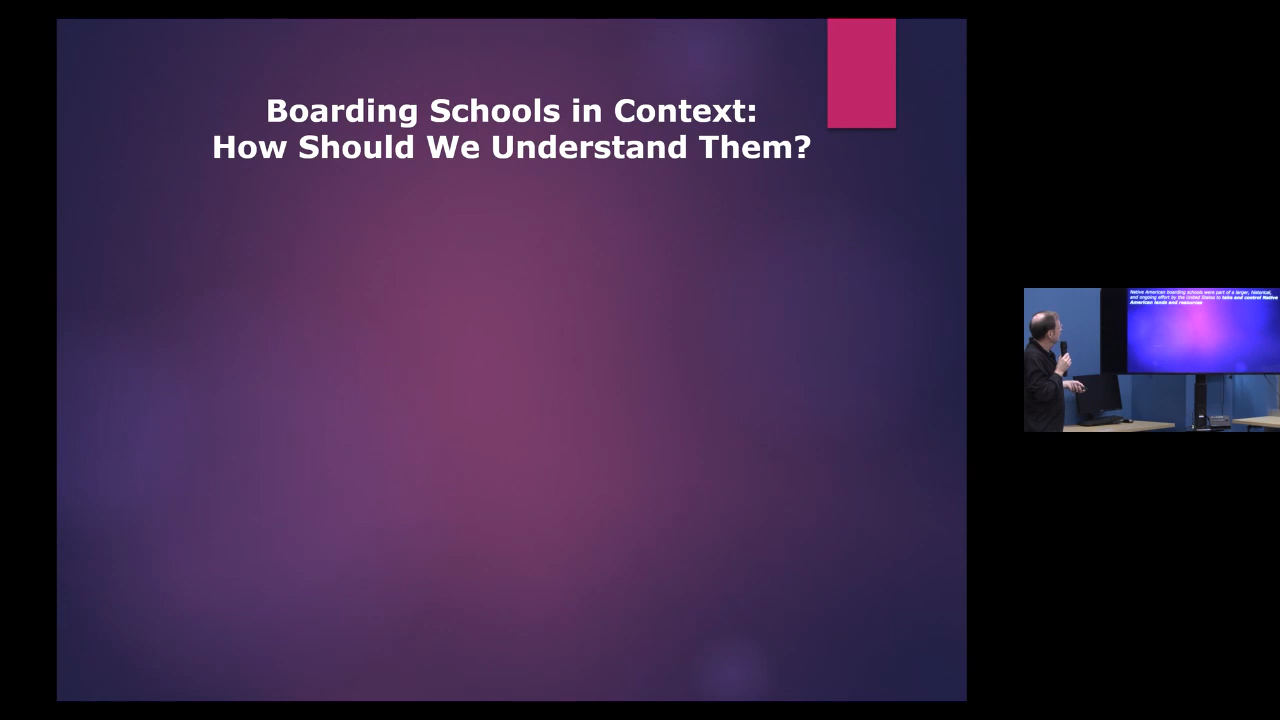 Boarding Schools in Context:
How Should We Understand Them?
Native American boarding schools were part of a larger, historical,
and ongoing effort by the United States to take and control Native
American lands and resources